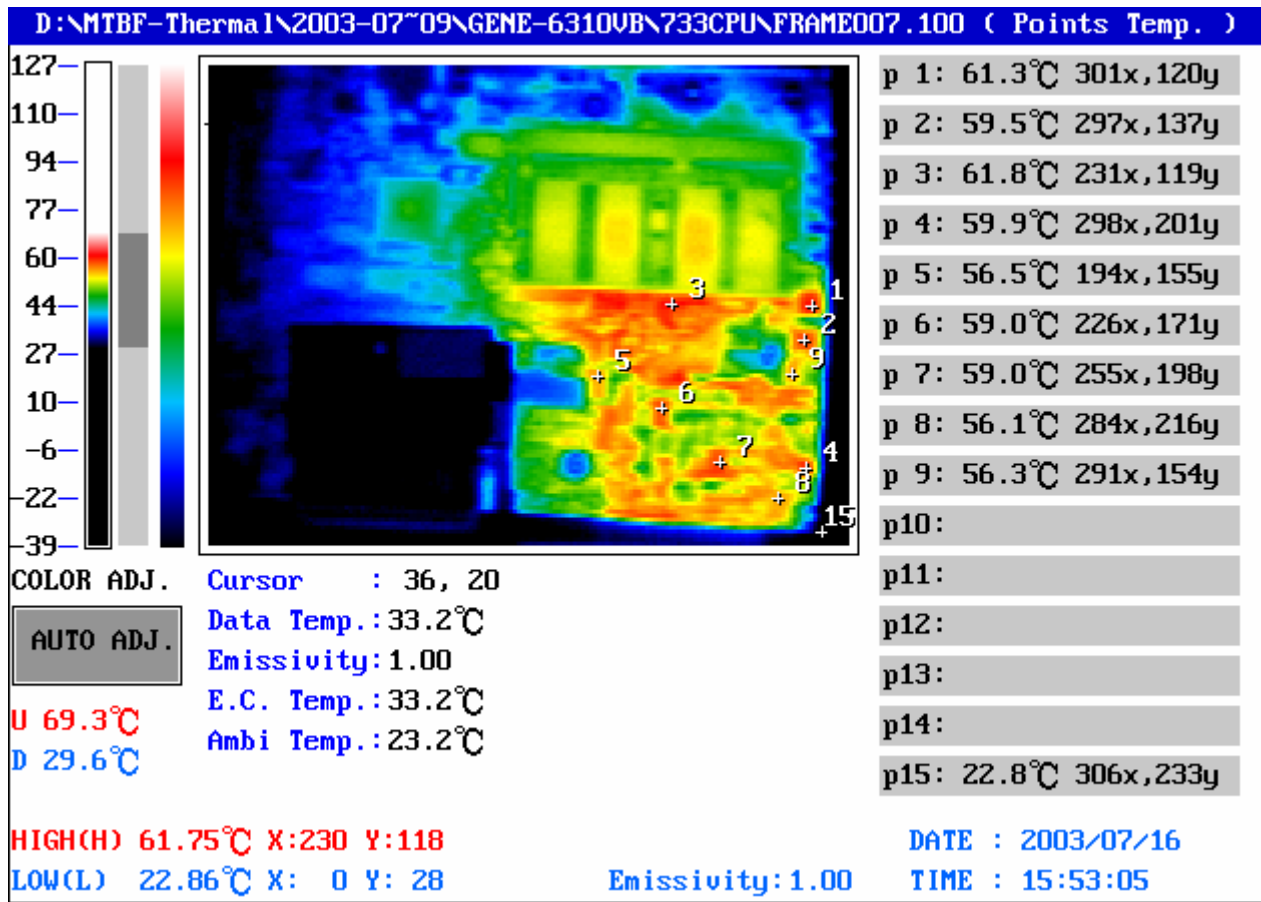 D:\MTBF-Thermal\2003-07~09\GENE-6310VB\733CPU\FRAME007.100 ( Points Temp. )
127
110
94
77
60
44
27
10
-6
-22
-39
COLOR ADJ.
AUTO ADJ.
U 69.3℃
D 29.6℃
1
2
3
9
5
6
7
4
8
15
Cursor : 36, 20
Data Temp.:33.2℃
Emissivity:1.00
E.C. Temp.:33.2℃
Ambi Temp.:23.2℃
p 1: 61.3℃ 301x,120y
p 2: 59.5℃ 297x,137y
p 3: 61.8℃ 231x,119y
p 4: 59.9℃ 298x,201y
p 5: 56.5℃ 194x,155y
p 6: 59.0℃ 226x,171y
p 7: 59.0℃ 255x,198y
p 8: 56.1℃ 284x,216y
p 9: 56.3℃ 291x,154y
p10:
p11:
p12:
p13:
p14:
p15: 22.8℃ 306x,233y
HIGH(H) 61.75℃ X:230 Y:118
LOW(L) 22.86℃ X: 0 Y: 28
Emissivity:1.00
DATE : 2003/07/16
TIME : 15:53:05